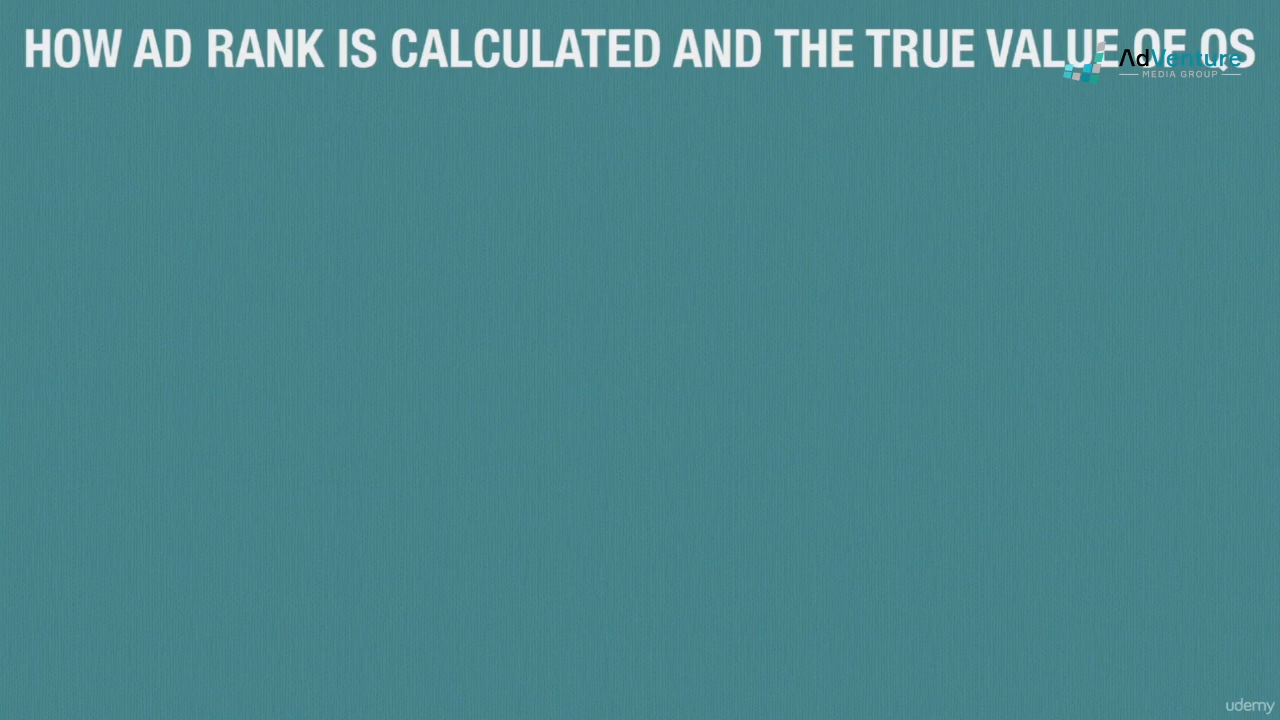 HOW AD RANK IS CALCULATED AND THE TRUE VALUE OF QS
AdVenture
MEDIA GROUP
udemy